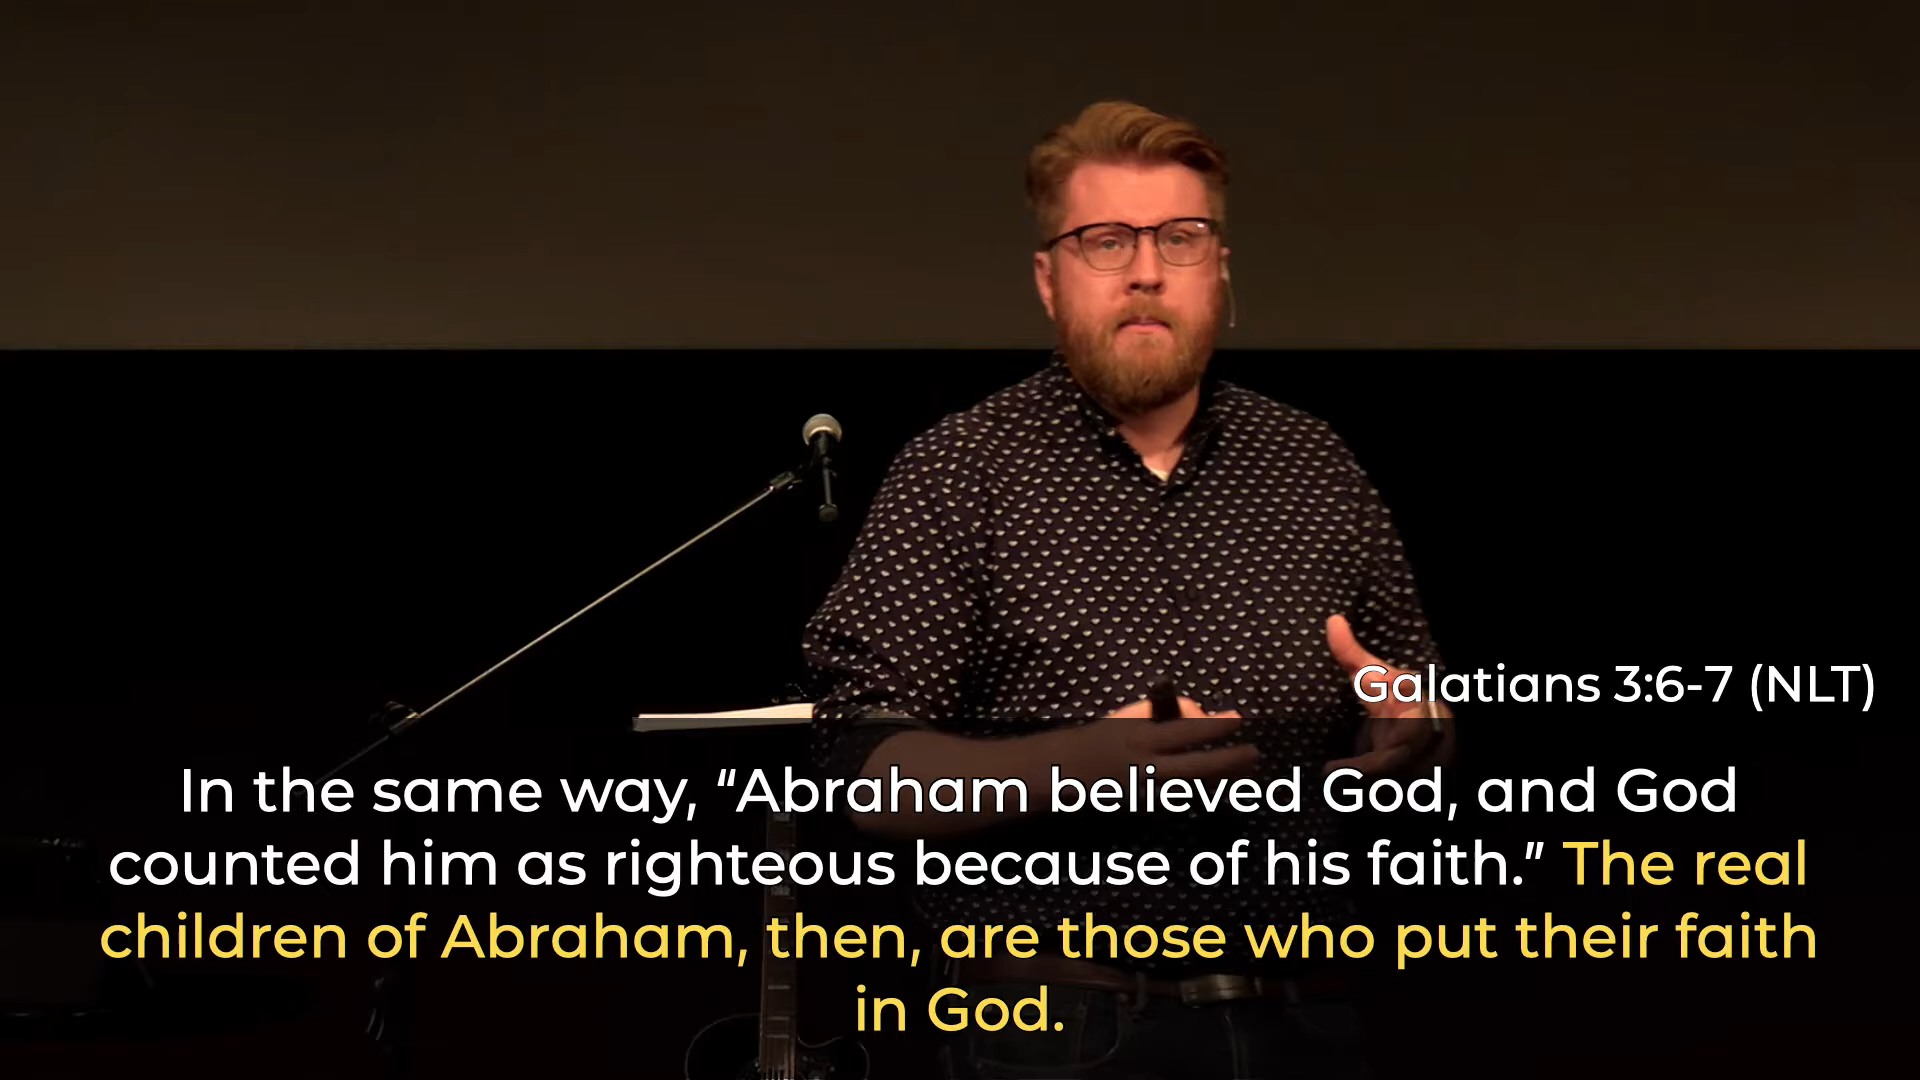 Galatians 3:6-7 (NLT)
In the same way, “Abraham believed God, and God
counted him as righteous because of his faith.” The real
children of Abraham, then, are those who put their faith
in God.